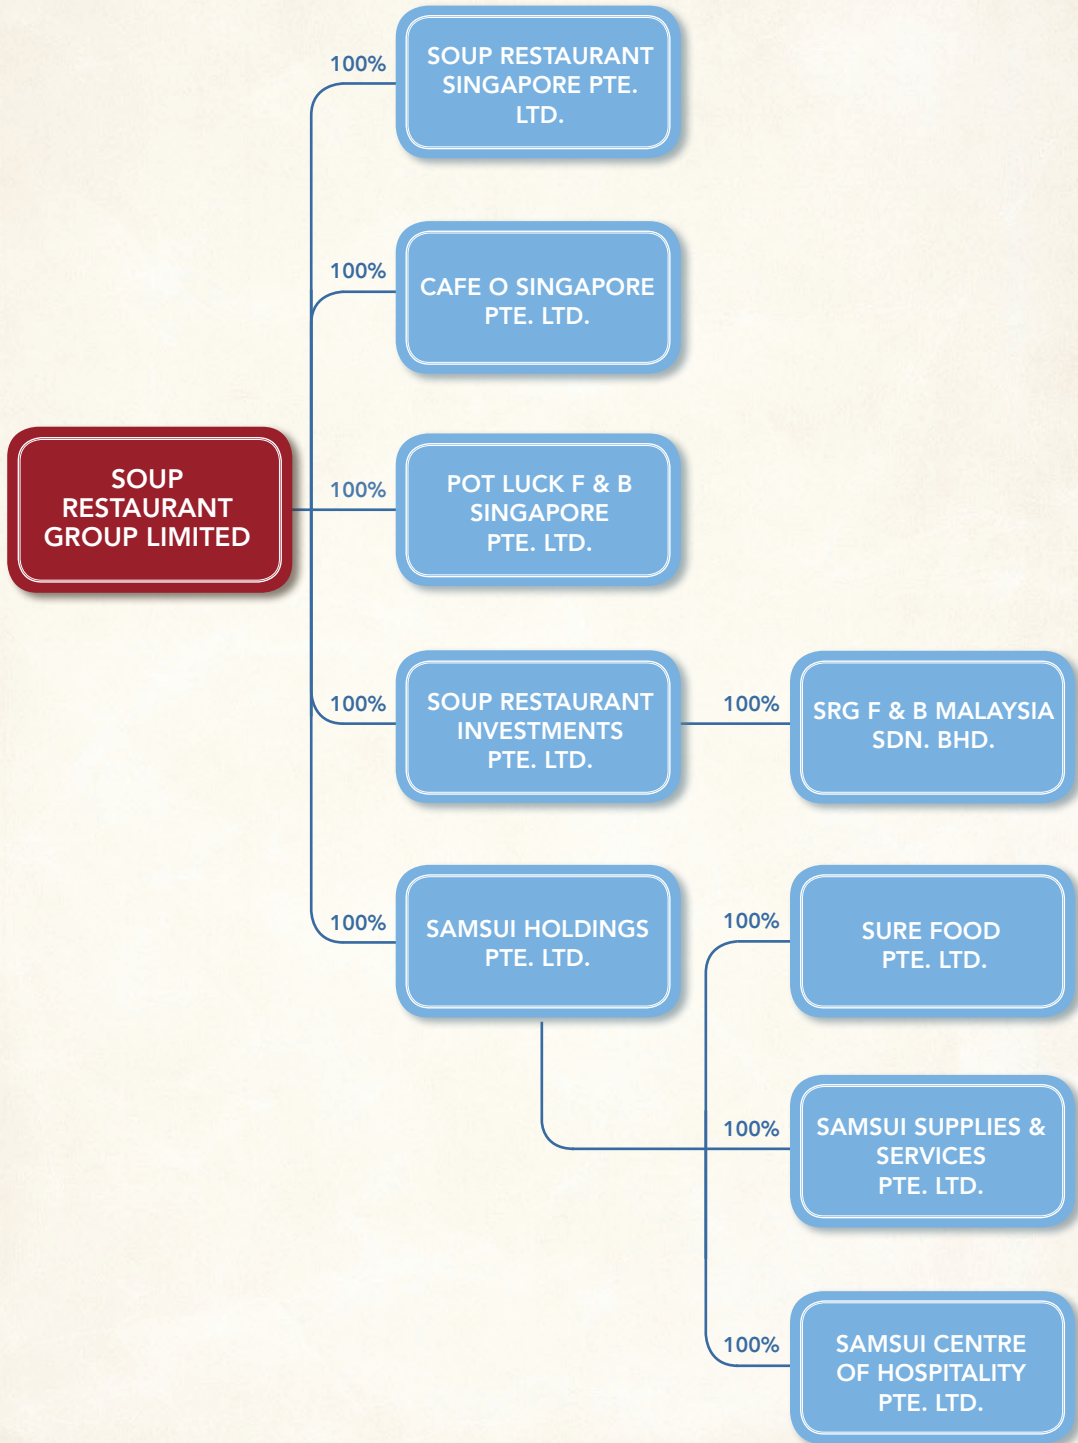 100%
SOUP RESTAURANT
SINGAPORE PTE.
LTD.
100%
CAFE O SINGAPORE
PTE. LTD.
SOUP
RESTAURANT
GROUP LIMITED
100%
POT LUCK F & B
SINGAPORE
PTE. LTD.
100%
SOUP RESTAURANT
INVESTMENTS
PTE. LTD.
100%
SRG F & B MALAYSIA
SDN. BHD.
100%
SAMSUI HOLDINGS
PTE. LTD.
100%
SURE FOOD
PTE. LTD.
100%
SAMSUI SUPPLIES &
SERVICES
PTE. LTD.
100%
SAMSUI CENTRE
OF HOSPITALITY
PTE. LTD.